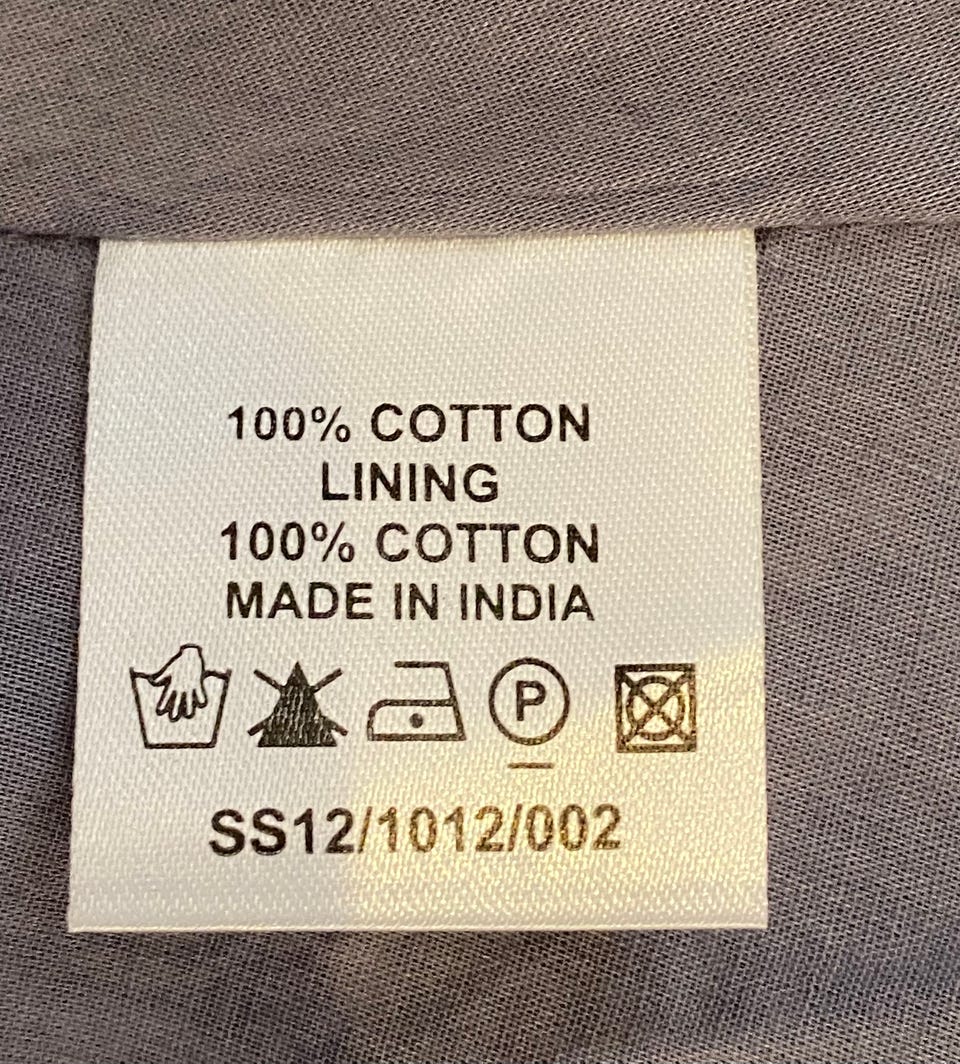 100% COTTON
LINING
100% COTTON
MADE IN INDIA
P
SS12/1012/002